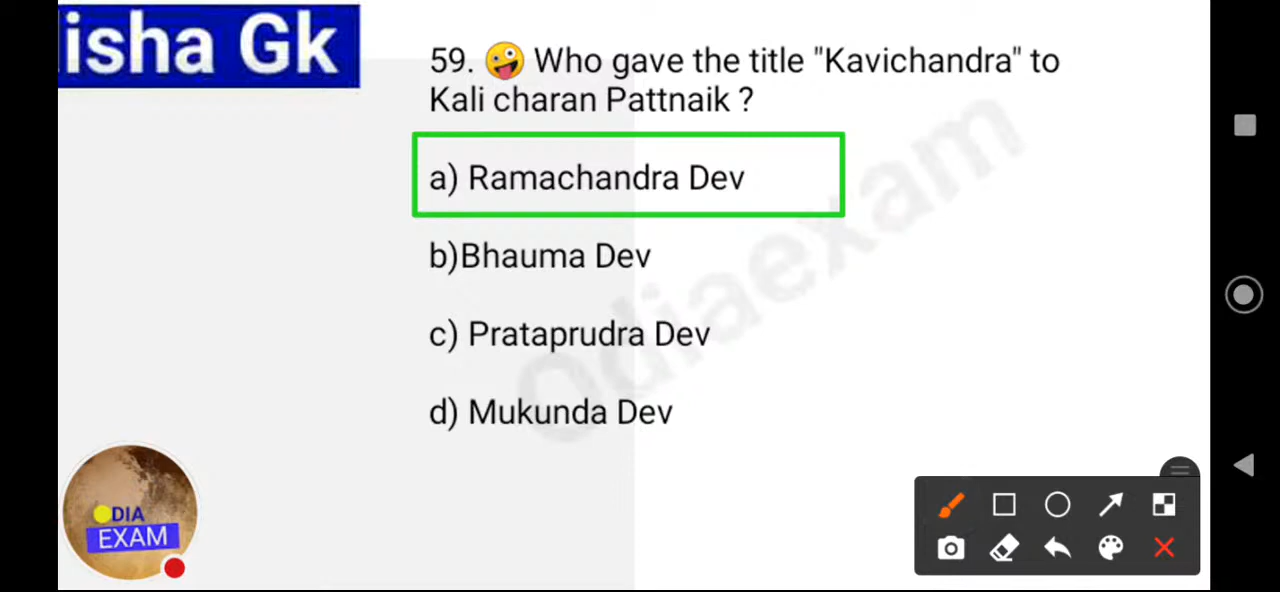 isha Gk
59. 🤪 Who gave the title "Kavichandra" to
Kali charan Pattnaik ?
a) Ramachandra Dev
b)Bhauma Dev
c) Prataprudra Dev
d) Mukunda Dev
Odiaexam
DIA
EXAM